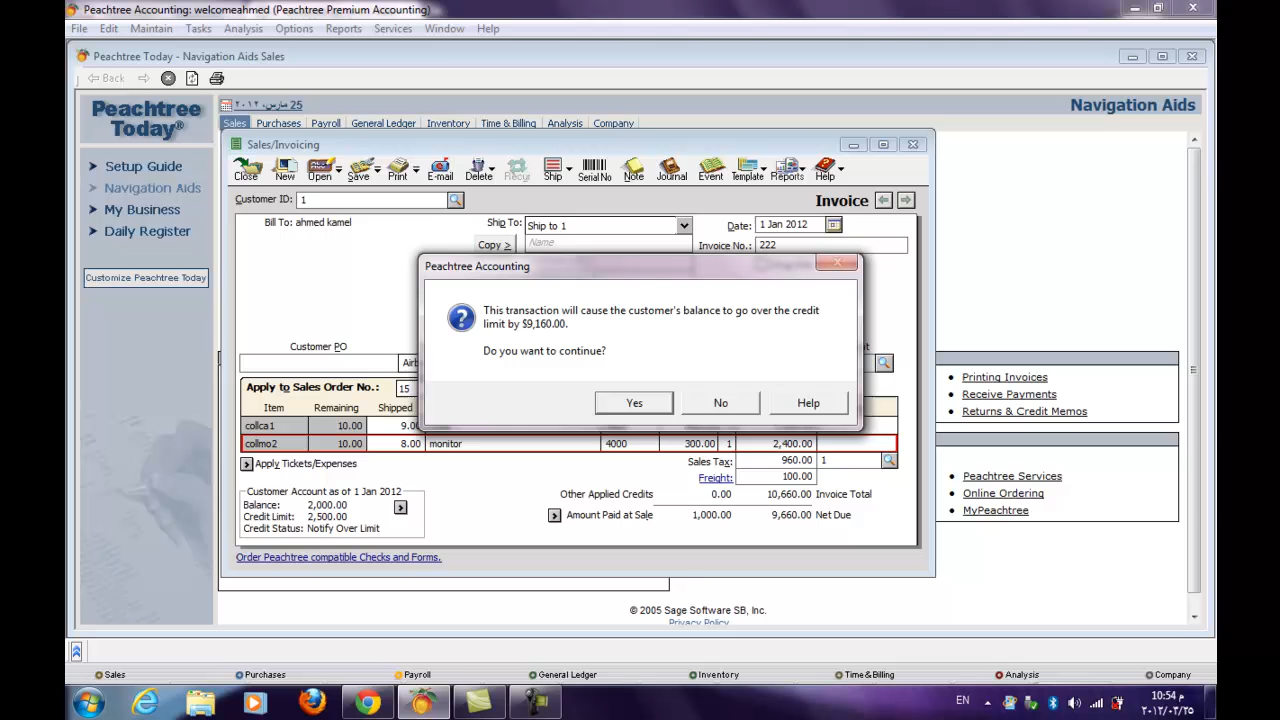 Peachtree Accounting: welcomeahmed (Peachtree Premium Accounting)
File Edit Maintain Tasks Analysis Options Reports Services Window Help
Peachtree Today - Navigation Aids Sales
Back
Peachtree Today®
Setup Guide
Navigation Aids
My Business
Daily Register
Customize Peachtree Today
25 مارس، ٢٠١٢
Navigation Aids
Sales Purchases Payroll General Ledger Inventory Time & Billing Analysis Company
Sales/Invoicing
Close New Open Save Print E-mail Delete Recur Ship Serial No Note Journal Event Template Reports Help
Customer ID: 1
Invoice
Bill To: ahmed kamel
Ship To: Ship to 1
Date: 1 Jan 2012
Copy >
Name
Invoice No.: 222
Peachtree Accounting
This transaction will cause the customer's balance to go over the credit
limit by $9,160.00.
Do you want to continue?
Yes No Help
Customer PO
Airb
Apply to Sales Order No.: 15
Item Remaining Shipped
collca1 10.00 9.00
collmo2 10.00 8.00 monitor 4000 300.00 1 2,400.00
Apply Tickets/Expenses
Sales Tax: 960.00 1
Freight: 100.00
Customer Account as of 1 Jan 2012
Balance: 2,000.00
Credit Limit: 2,500.00
Credit Status: Notify Over Limit
Other Applied Credits 0.00 10,660.00 Invoice Total
Amount Paid at Sale 1,000.00 9,660.00 Net Due
Order Peachtree compatible Checks and Forms.
Printing Invoices
Receive Payments
Returns & Credit Memos
Peachtree Services
Online Ordering
MyPeachtree
© 2005 Sage Software SB, Inc.
Privacy Policy
Sales Purchases Payroll General Ledger Inventory Time & Billing Analysis Company
EN
10:54 م
٢٠١٢/٠٣/٢٥